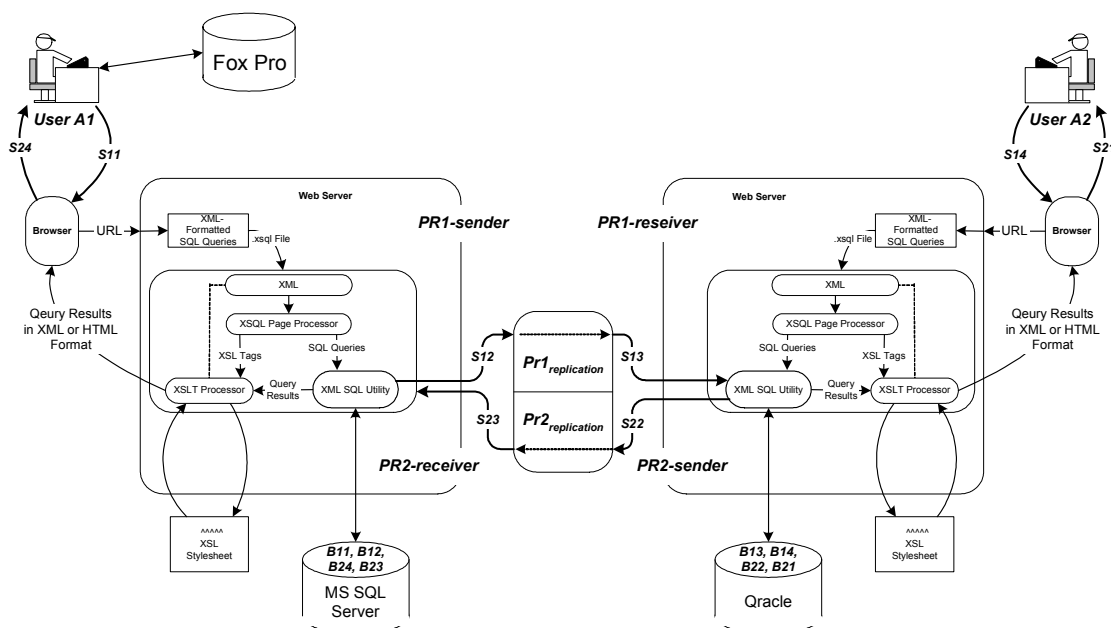 Fox Pro
User A1
User A2
S24
S11
S14
S21
Web Server
Web Server
PR1-sender
PR1-reseiver
XML-
Formatted
SQL Queries
XML-
Formatted
SQL Queries
Browser
URL
.xsql File
.xsql File
URL
Browser
XML
XML
Qeury Results
in XML or HTML
Format
Qeury Results
in XML or HTML
Format
XSQL Page Processor
XSQL Page Processor
XSL Tags
SQL Queries
SQL Queries
XSL Tags
S12
Pr1replication
S13
XSLT Processor
Query
Results
XML SQL Utility
XML SQL Utility
Query
Results
XSLT Processor
S23
Pr2replication
S22
PR2-receiver
PR2-sender
^^^^^
XSL
Stylesheet
^^^^^
XSL
Stylesheet
B11, B12,
B24, B23
MS SQL
Server
B13, B14,
B22, B21
Qracle